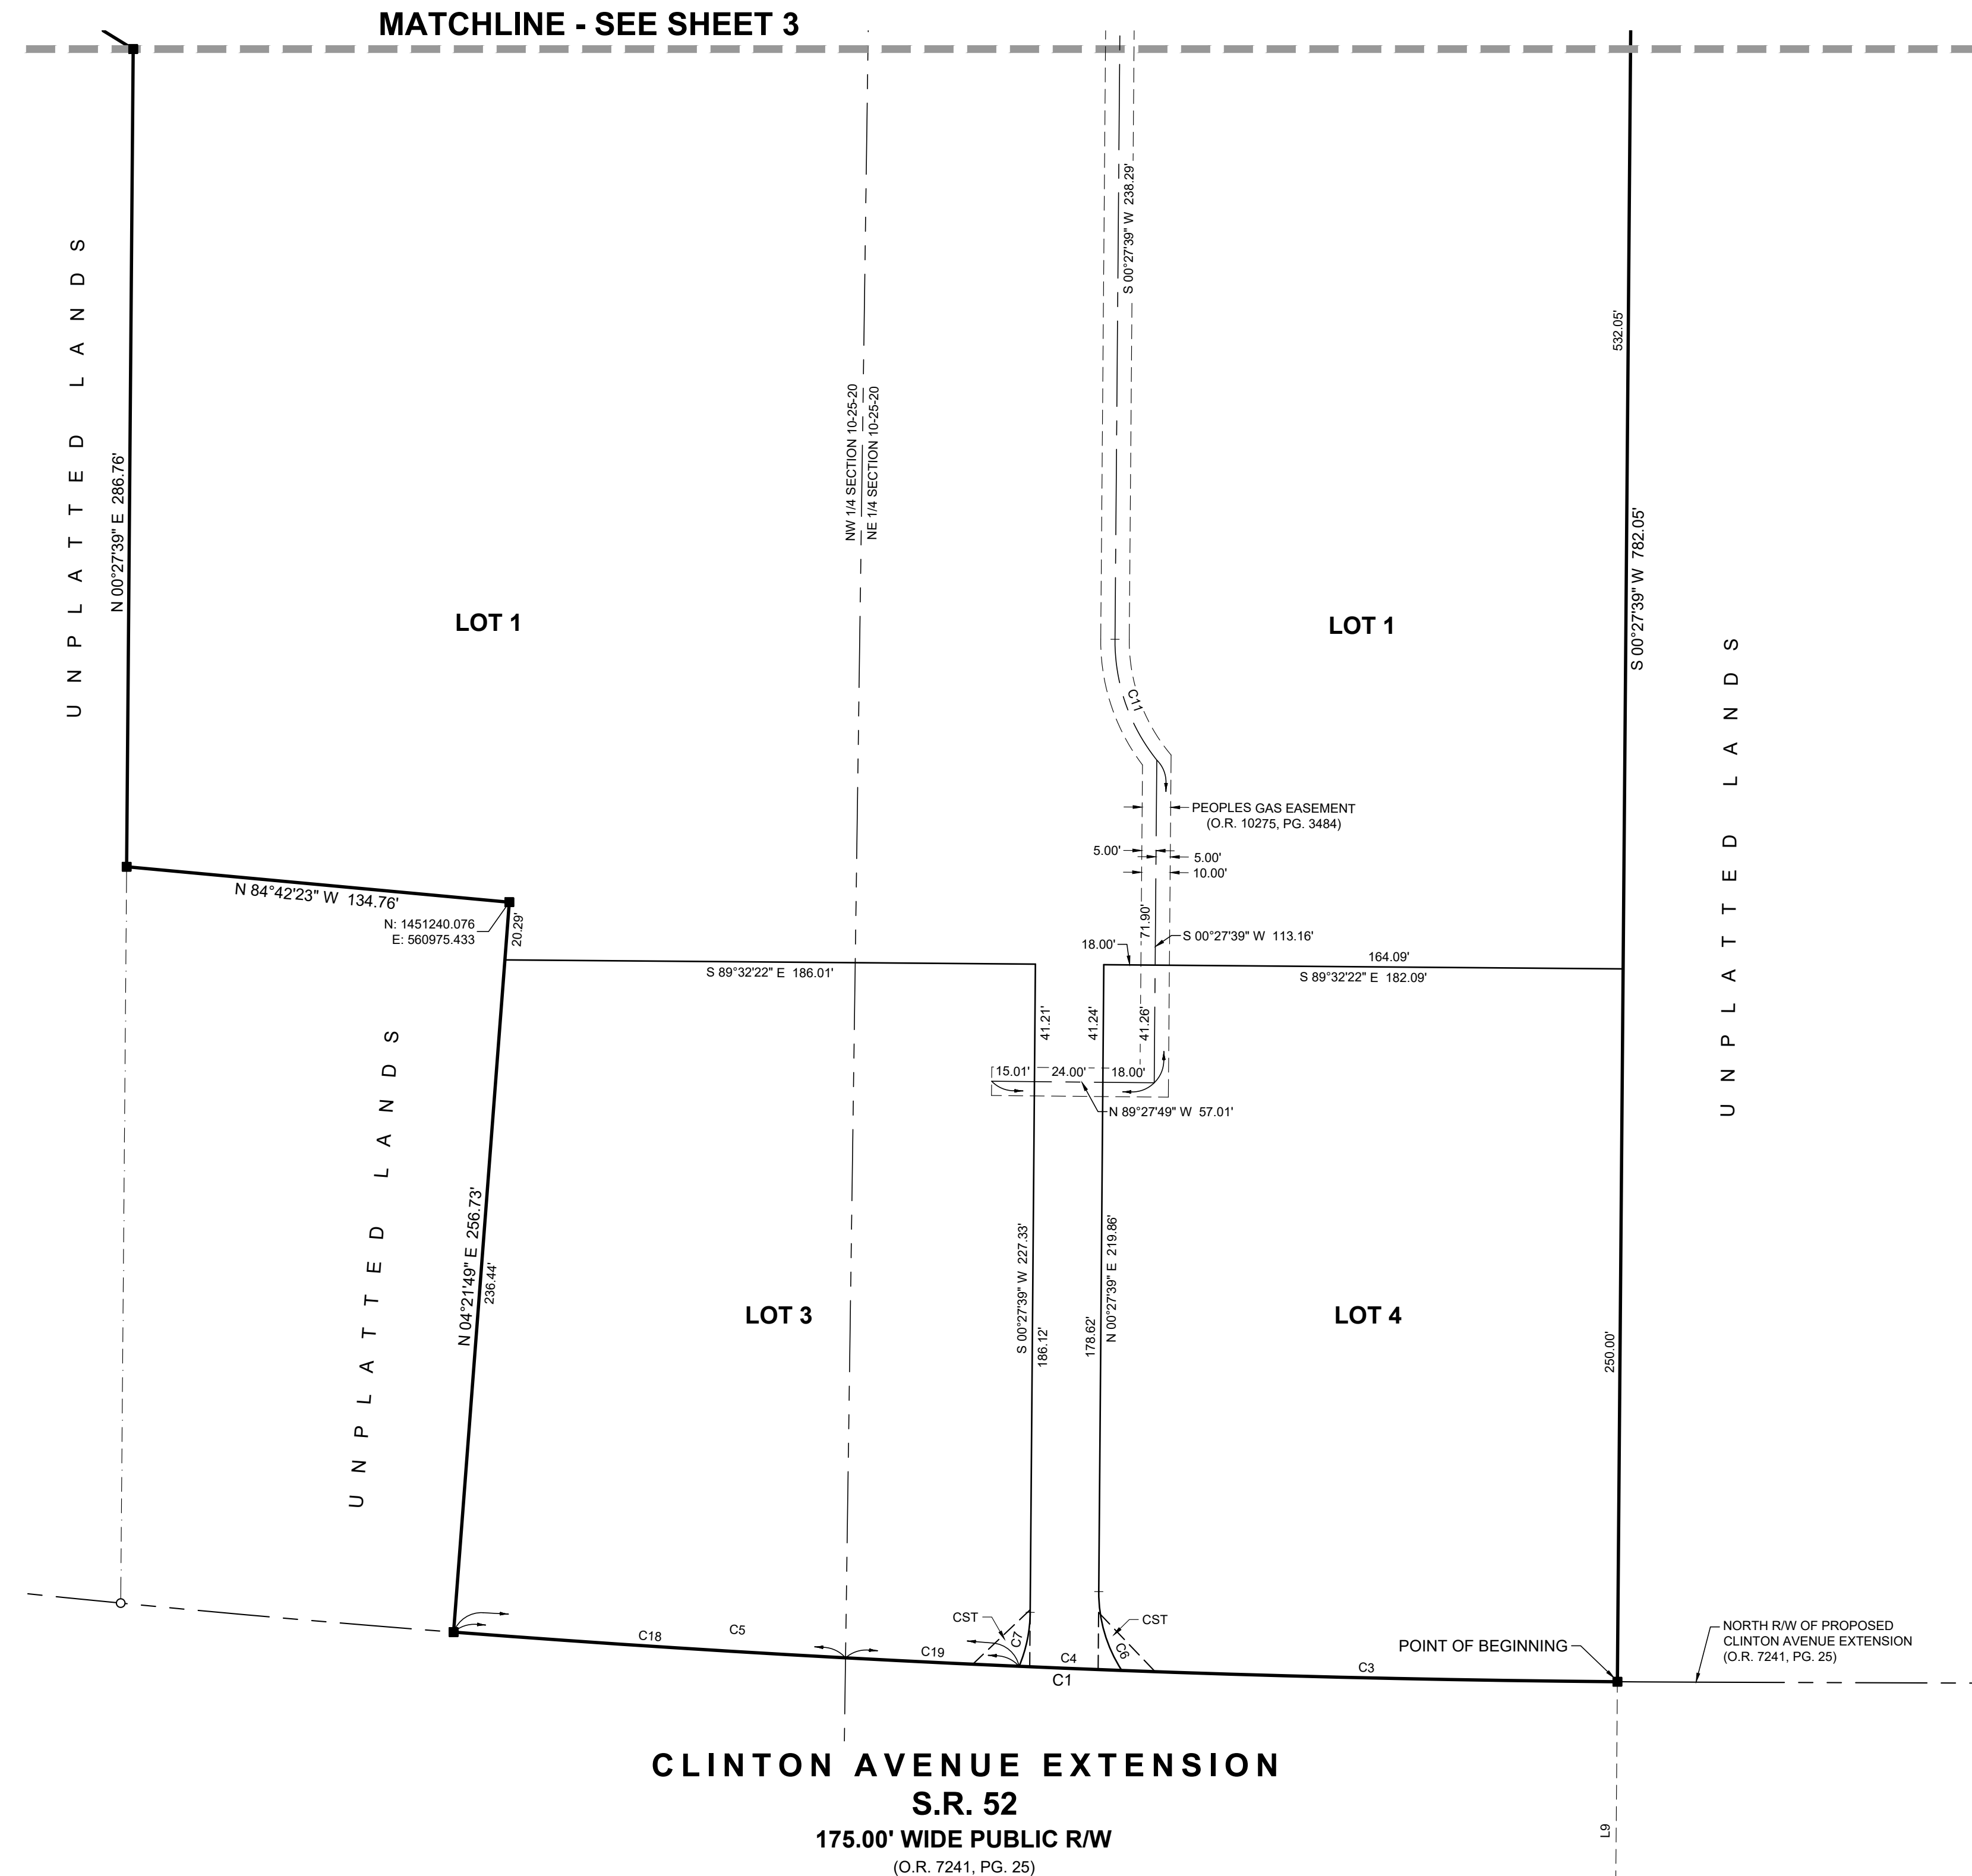 MATCHLINE - SEE SHEET 3
UNPLATTED LANDS
N 00°27'39" E 286.76'
NW 1/4 SECTION 10-25-20
NE 1/4 SECTION 10-25-20
S 00°27'39" W 238.29'
532.05'
S 00°27'39" W 782.05'
UNPLATTED LANDS
LOT 1
LOT 1
C11
PEOPLES GAS EASEMENT
(O.R. 10275, PG. 3484)
5.00'
5.00'
10.00'
N 84°42'23" W 134.76'
N: 1451240.076
E: 560975.433
20.29'
71.90'
S 00°27'39" W 113.16'
18.00'
164.09'
S 89°32'22" E 186.01'
S 89°32'22" E 182.09'
41.21'
41.24'
41.26'
15.01'
24.00'
18.00'
N 89°27'49" W 57.01'
UNPLATTED LANDS
N 04°21'49" E 256.73'
236.44'
S 00°27'39" W 227.33'
186.12'
178.62'
N 00°27'39" E 219.86'
250.00'
LOT 3
LOT 4
CST
CST
C7
C6
C18
C5
C19
C4
C1
C3
POINT OF BEGINNING
NORTH R/W OF PROPOSED
CLINTON AVENUE EXTENSION
(O.R. 7241, PG. 25)
CLINTON AVENUE EXTENSION
S.R. 52
175.00' WIDE PUBLIC R/W
(O.R. 7241, PG. 25)
L9